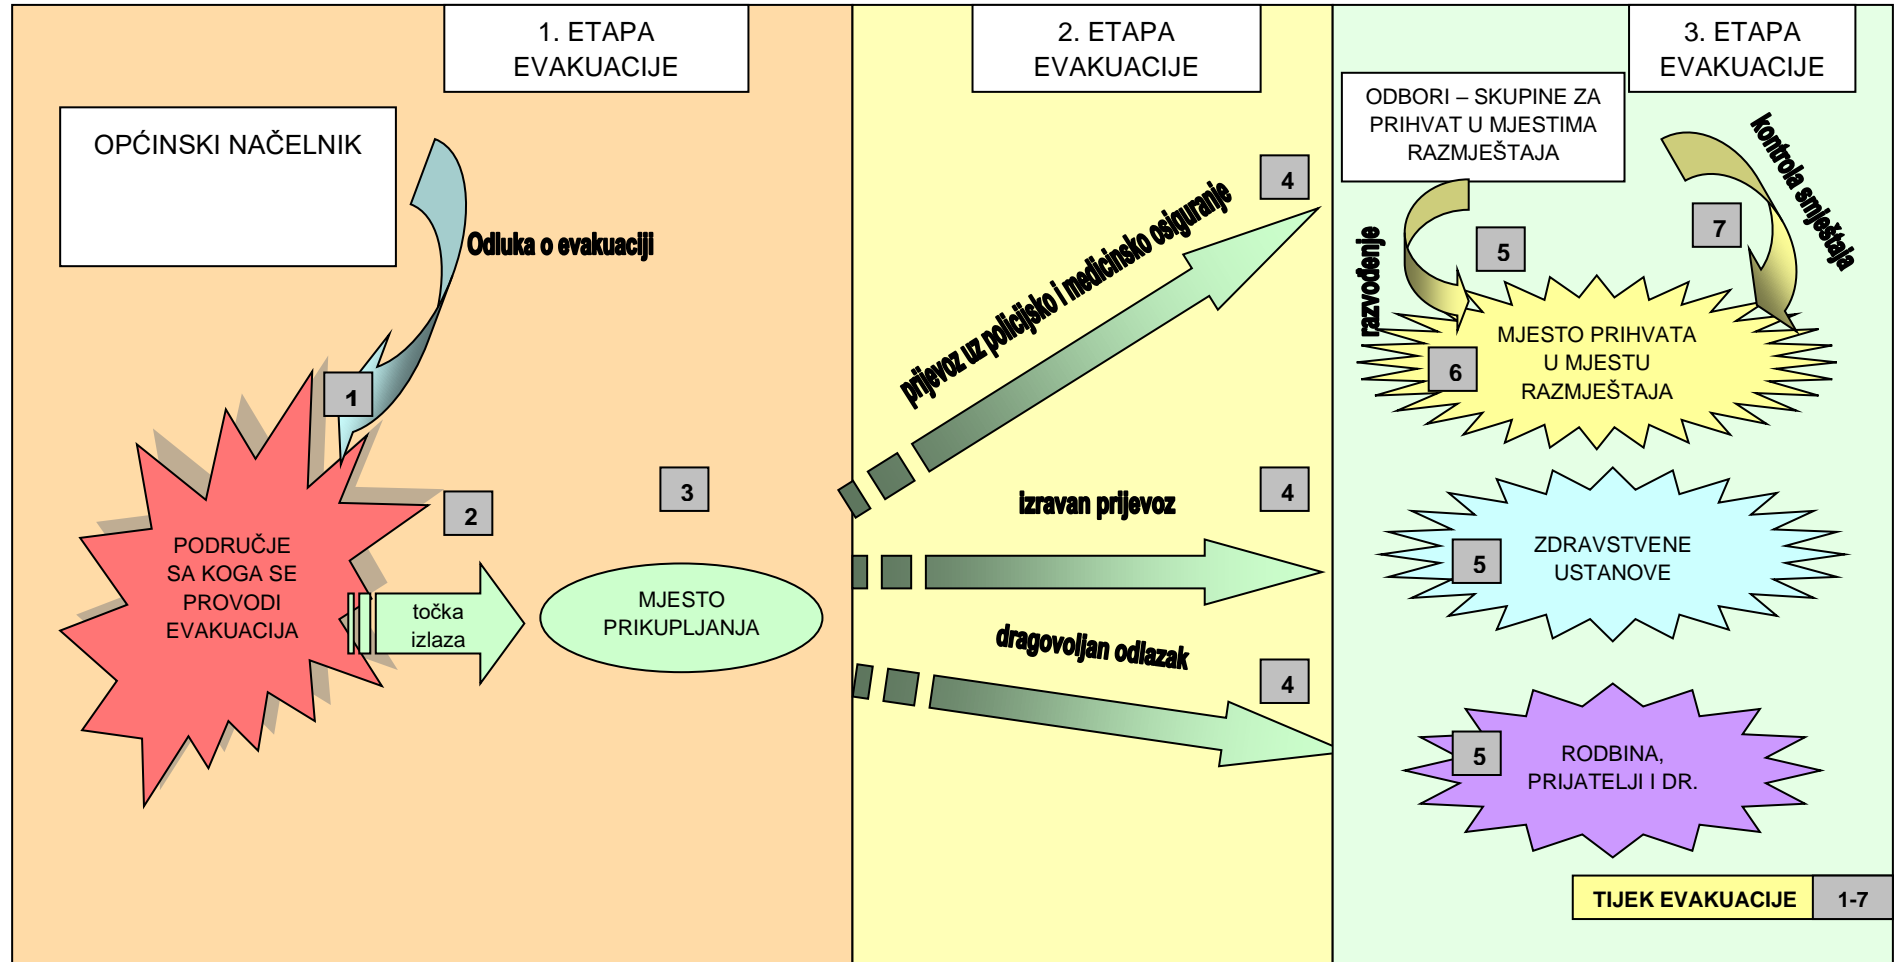 1. ETAPA
EVAKUACIJE
OPĆINSKI NAČELNIK
Odluka o evakuaciji
1
2
3
PODRUČJE
SA KOGA SE
PROVODI
EVAKUACIJA
točka
izlaza
MJESTO
PRIKUPLJANJA
2. ETAPA
EVAKUACIJE
prijevoz uz policijsko i medicinsko osiguranje
4
izravan prijevoz
4
dragovoljan odlazak
4
3. ETAPA
EVAKUACIJE
ODBORI – SKUPINE ZA
PRIHVAT U MJESTIMA
RAZMJEŠTAJA
kontrola smještaja
7
razvođenje
5
MJESTO PRIHVATA
U MJESTU
RAZMJEŠTAJA
6
ZDRAVSTVENE
USTANOVE
5
RODBINA,
PRIJATELJI I DR.
5
TIJEK EVAKUACIJE 1-7